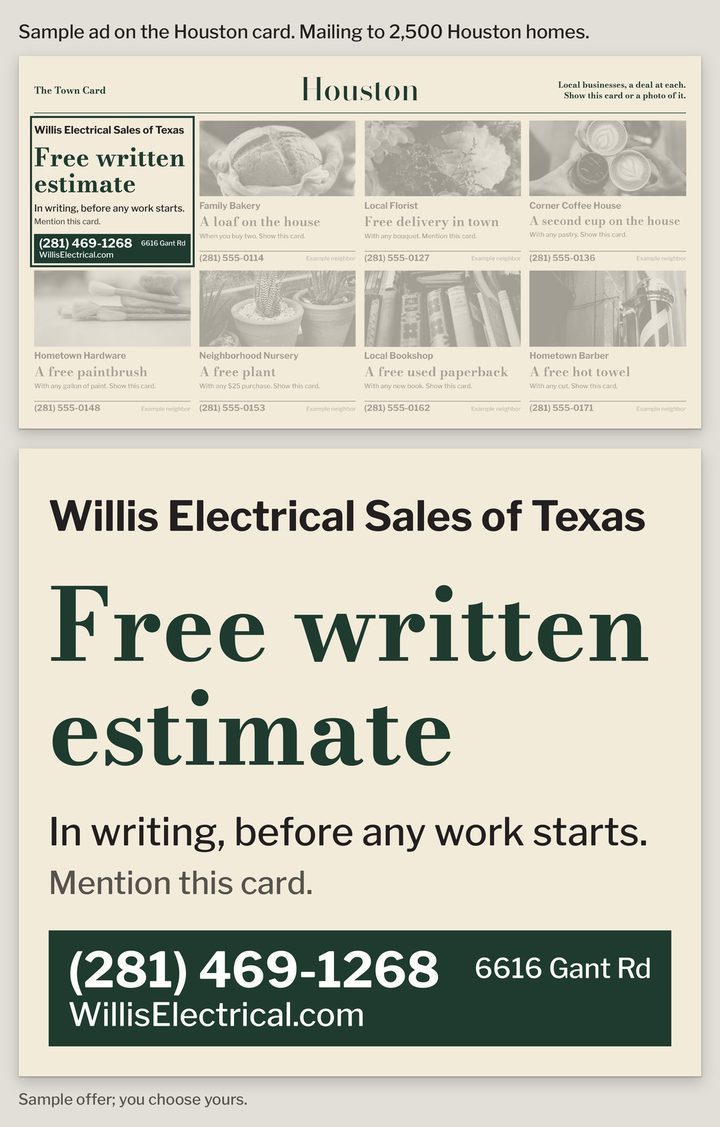 Sample ad on the Houston card. Mailing to 2,500 Houston homes.
The Town Card
Houston
Local businesses, a deal at each.
Show this card or a photo of it.
Willis Electrical Sales of Texas
Free written
estimate
In writing, before any work starts.
Mention this card.
(281) 469-1268 6616 Gant Rd
WillisElectrical.com
Family Bakery
A loaf on the house
When you buy two. Show this card.
(281) 555-0114 Example neighbor
Local Florist
Free delivery in town
With any bouquet. Mention this card.
(281) 555-0127 Example neighbor
Corner Coffee House
A second cup on the house
With any pastry. Show this card.
(281) 555-0136 Example neighbor
Hometown Hardware
A free paintbrush
With any gallon of paint. Show this card.
(281) 555-0148 Example neighbor
Neighborhood Nursery
A free plant
With any $25 purchase. Show this card.
(281) 555-0153 Example neighbor
Local Bookshop
A free used paperback
With any new book. Show this card.
(281) 555-0162 Example neighbor
Hometown Barber
A free hot towel
With any cut. Show this card.
(281) 555-0171 Example neighbor
Willis Electrical Sales of Texas
Free written
estimate
In writing, before any work starts.
Mention this card.
(281) 469-1268 6616 Gant Rd
WillisElectrical.com
Sample offer; you choose yours.